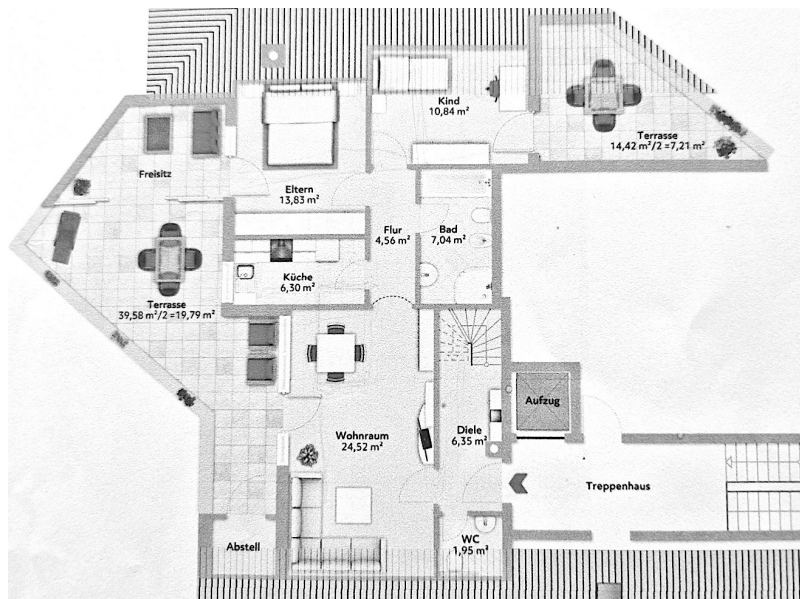 Kind
10,84 m²
Terrasse
14,42 m²/2 =7,21 m²
Freisitz
Eltern
13,83 m²
Flur
4,56 m²
Bad
7,04 m²
Küche
6,30 m²
Terrasse
39,58 m²/2 =19,79 m²
Aufzug
Wohnraum
24,52 m²
Diele
6,35 m²
Treppenhaus
Abstell
WC
1,95 m²